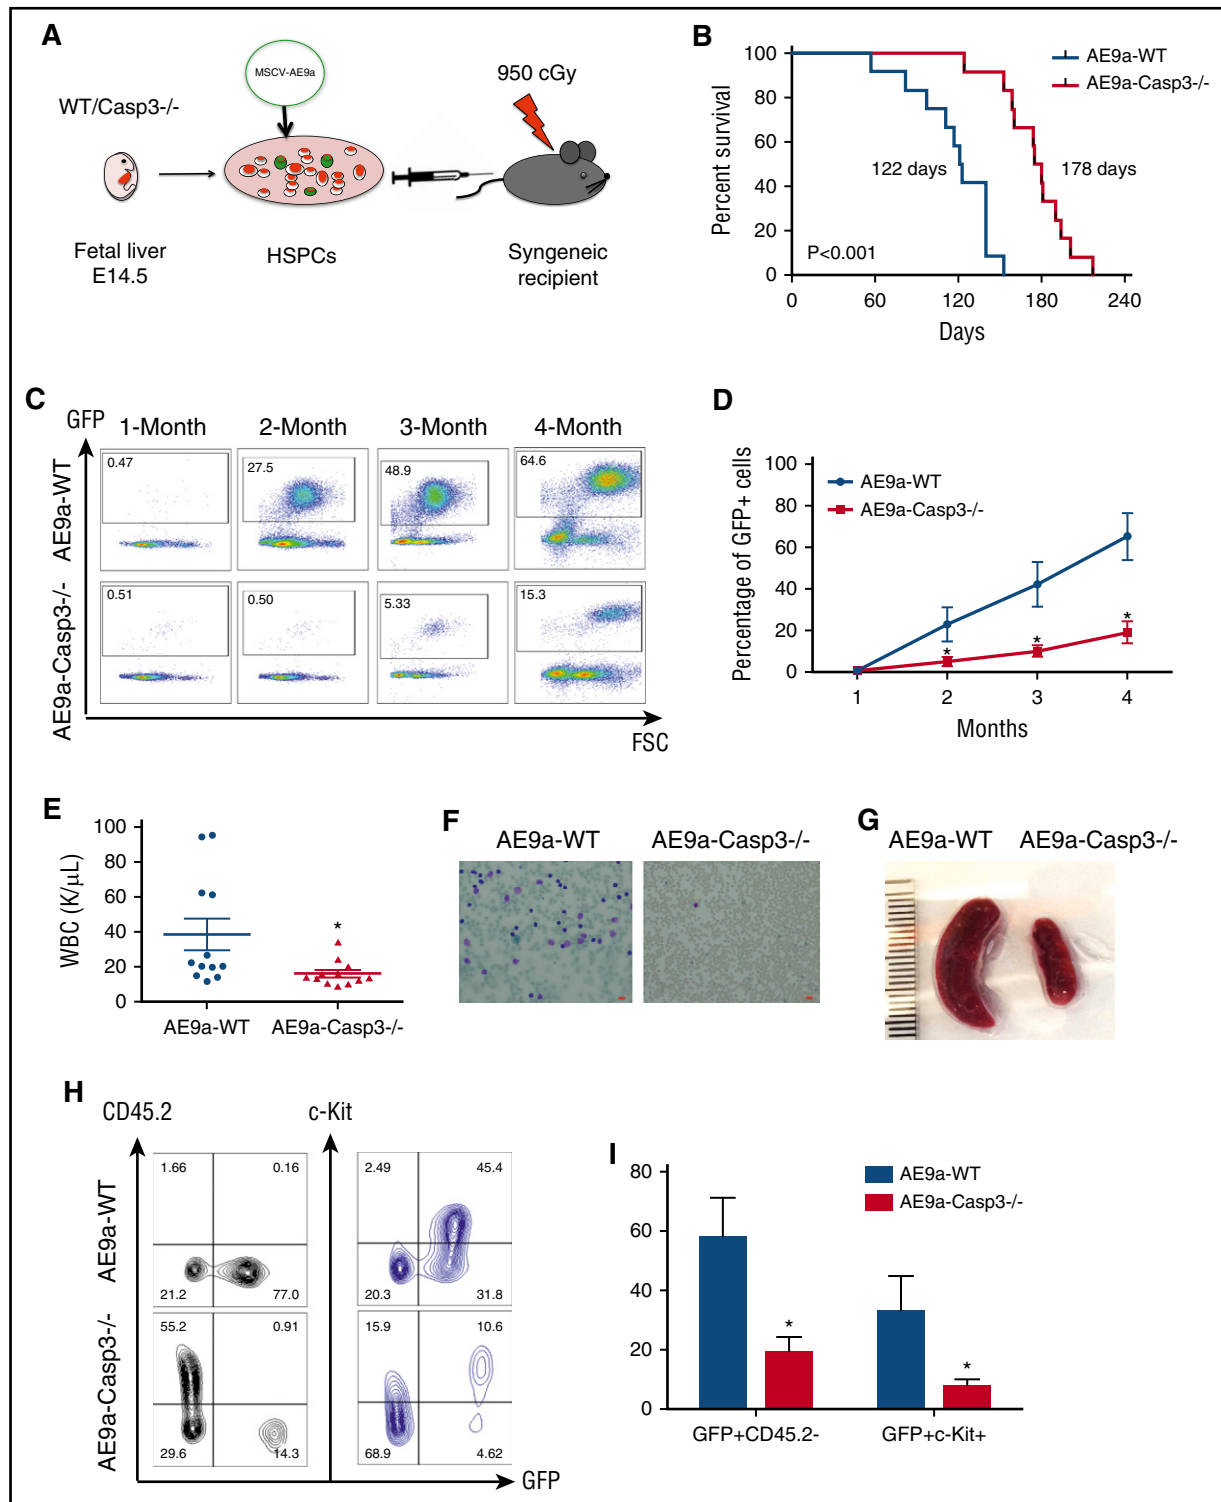 A
MSCV-AE9a
WT/Casp3-/-
950 cGy
Fetal liver
E14.5
HSPCs
Syngeneic
recipient
B
AE9a-WT
AE9a-Casp3-/-
Percent survival
100
80
60
40
20
0
122 days
178 days
P<0.001
0 60 120 180 240
Days
C
GFP
1-Month 2-Month 3-Month 4-Month
AE9a-WT
0.47 27.5 48.9 64.6
AE9a-Casp3-/-
0.51 0.50 5.33 15.3
FSC
D
Percentage of GFP+ cells
100
80
60
40
20
0
AE9a-WT
AE9a-Casp3-/-
* * *
1 2 3 4
Months
E
WBC (K/μL)
100
80
60
40
20
0
*
AE9a-WT AE9a-Casp3-/-
F
AE9a-WT AE9a-Casp3-/-
G
AE9a-WT AE9a-Casp3-/-
H
CD45.2 c-Kit
AE9a-WT
1.66 0.16 2.49 45.4
21.2 77.0 20.3 31.8
AE9a-Casp3-/-
55.2 0.91 15.9 10.6
29.6 14.3 68.9 4.62
GFP
I
80
60
40
20
0
AE9a-WT
AE9a-Casp3-/-
* *
GFP+CD45.2- GFP+c-Kit+